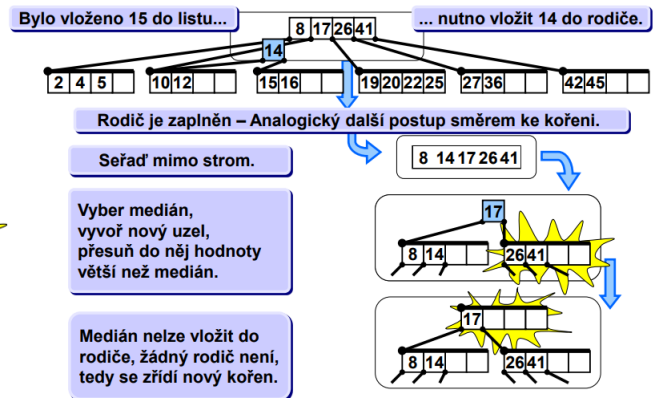 Bylo vloženo 15 do listu...
... nutno vložit 14 do rodiče.
8 17 26 41
14
2 4 5
10 12
15 16
19 20 22 25
27 36
42 45
Rodič je zaplněn – Analogický další postup směrem ke kořeni.
Seřaď mimo strom.
8 14 17 26 41
Vyber medián,
vyvoř nový uzel,
přesuň do něj hodnoty
větší než medián.
17
8 14
26 41
Medián nelze vložit do
rodiče, žádný rodič není,
tedy se zřídí nový kořen.
17
8 14
26 41